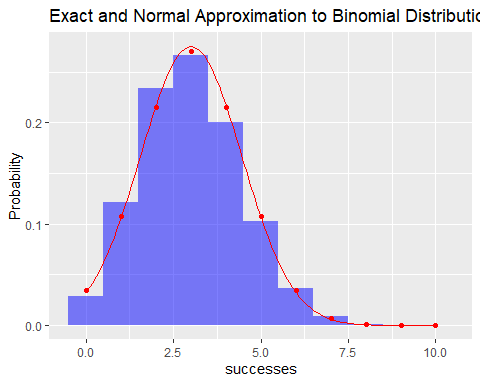 Exact and Normal Approximation to Binomial Distributio
Probability
0.2
0.1
0.0
0.0 2.5 5.0 7.5 10.0
successes